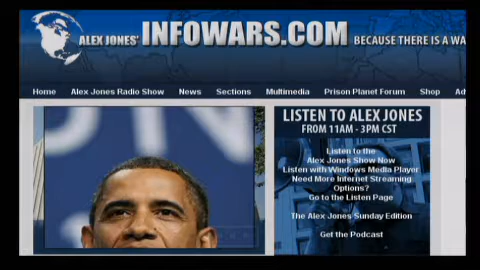 ALEX JONES' INFOWARS.COM BECAUSE THERE IS A WA
Home Alex Jones Radio Show News Sections Multimedia Prison Planet Forum Shop Ad
LISTEN TO ALEX JONES
FROM 11AM - 3PM CST
Listen to the
Alex Jones Show Now
Listen with Windows Media Player
Need More Internet Streaming
Options?
Go to the Listen Page
The Alex Jones Sunday Edition
Get the Podcast